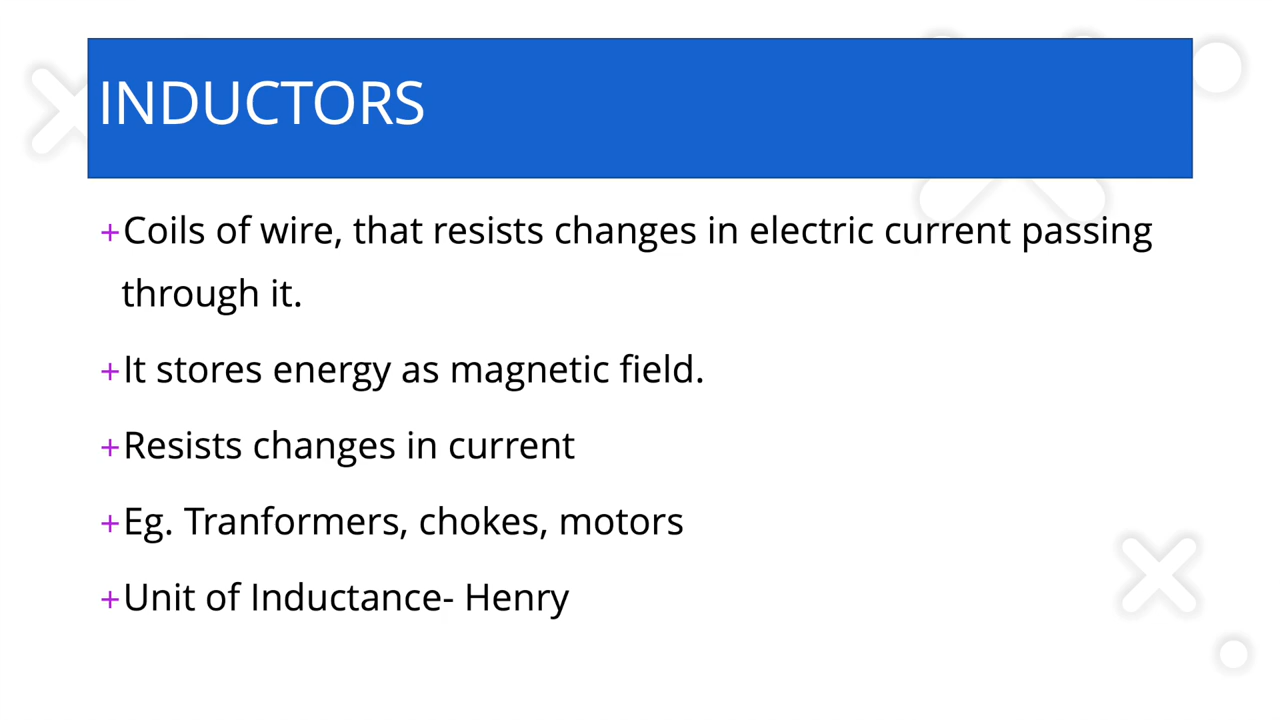 INDUCTORS
+Coils of wire, that resists changes in electric current passing
through it.
+It stores energy as magnetic field.
+Resists changes in current
+Eg. Tranformers, chokes, motors
+Unit of Inductance- Henry